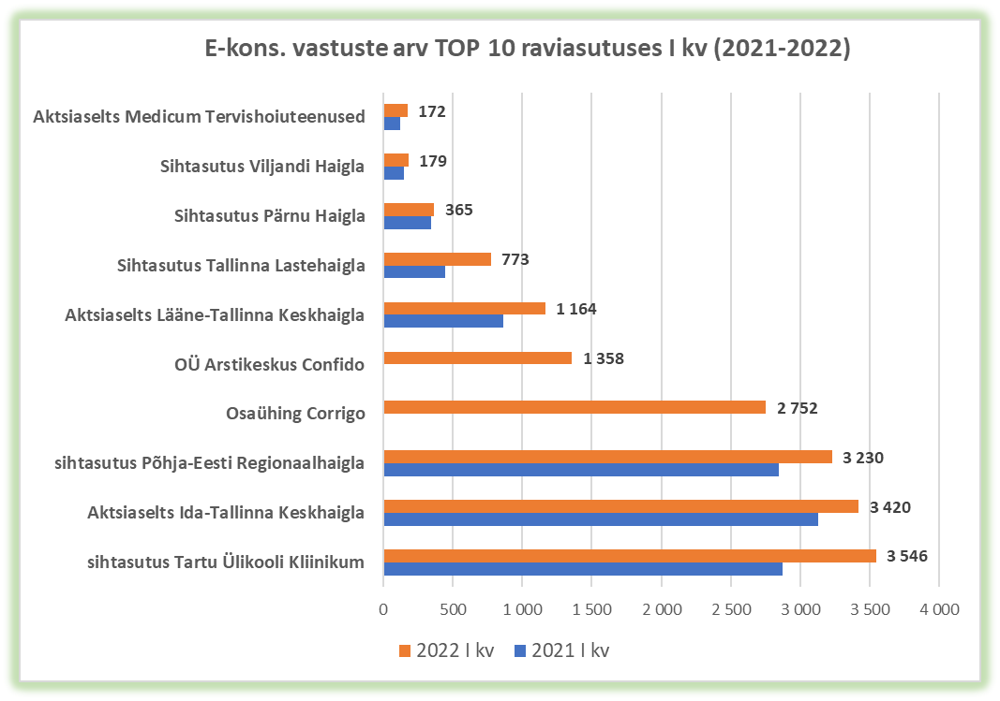 E-kons. vastuste arv TOP 10 raviasutuses I kv (2021-2022)
Aktsiaselts Medicum Tervishoiuteenused
172
Sihtasutus Viljandi Haigla
179
Sihtasutus Pärnu Haigla
365
Sihtasutus Tallinna Lastehaigla
773
Aktsiaselts Lääne-Tallinna Keskhaigla
1 164
OÜ Arstikeskus Confido
1 358
Osaühing Corrigo
2 752
sihtasutus Põhja-Eesti Regionaalhaigla
3 230
Aktsiaselts Ida-Tallinna Keskhaigla
3 420
sihtasutus Tartu Ülikooli Kliinikum
3 546
0 500 1 000 1 500 2 000 2 500 3 000 3 500 4 000
2022 I kv 2021 I kv